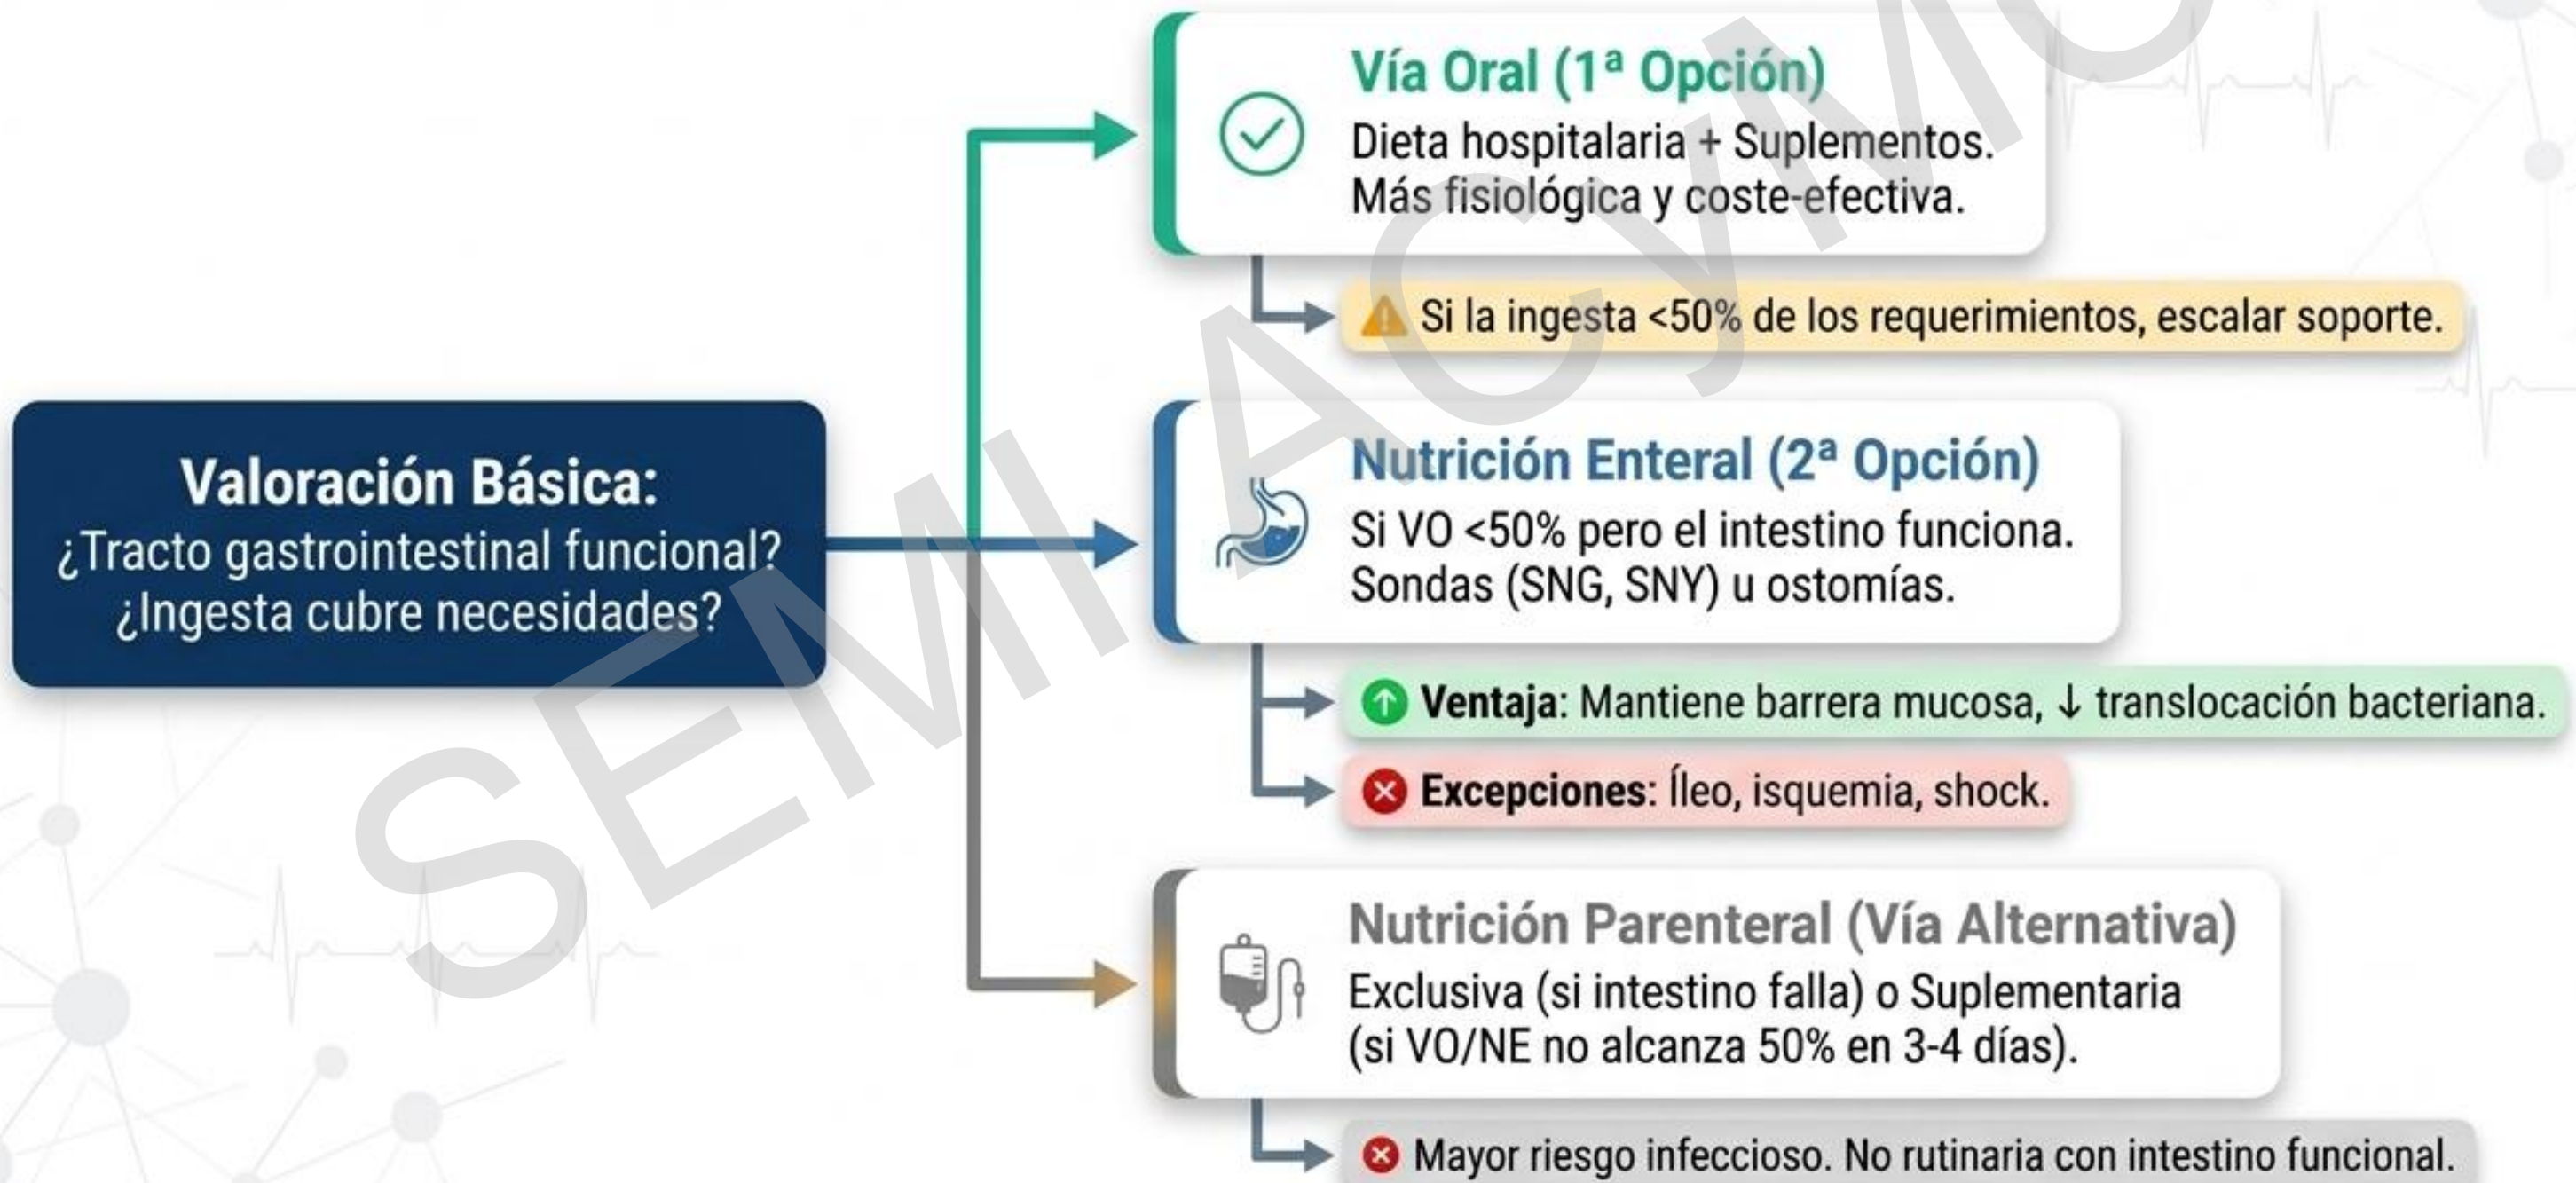 Vía Oral (1ª Opción)
Dieta hospitalaria + Suplementos.
Más fisiológica y coste-efectiva.
Si la ingesta <50% de los requerimientos, escalar soporte.
Valoración Básica:
¿Tracto gastrointestinal funcional?
¿Ingesta cubre necesidades?
Nutrición Enteral (2ª Opción)
Si VO <50% pero el intestino funciona.
Sondas (SNG, SNY) u ostomías.
Ventaja: Mantiene barrera mucosa, ↓ translocación bacteriana.
Excepciones: Íleo, isquemia, shock.
Nutrición Parenteral (Vía Alternativa)
Exclusiva (si intestino falla) o Suplementaria
(si VO/NE no alcanza 50% en 3-4 días).
Mayor riesgo infeccioso. No rutinaria con intestino funcional.
SEMI ACyM